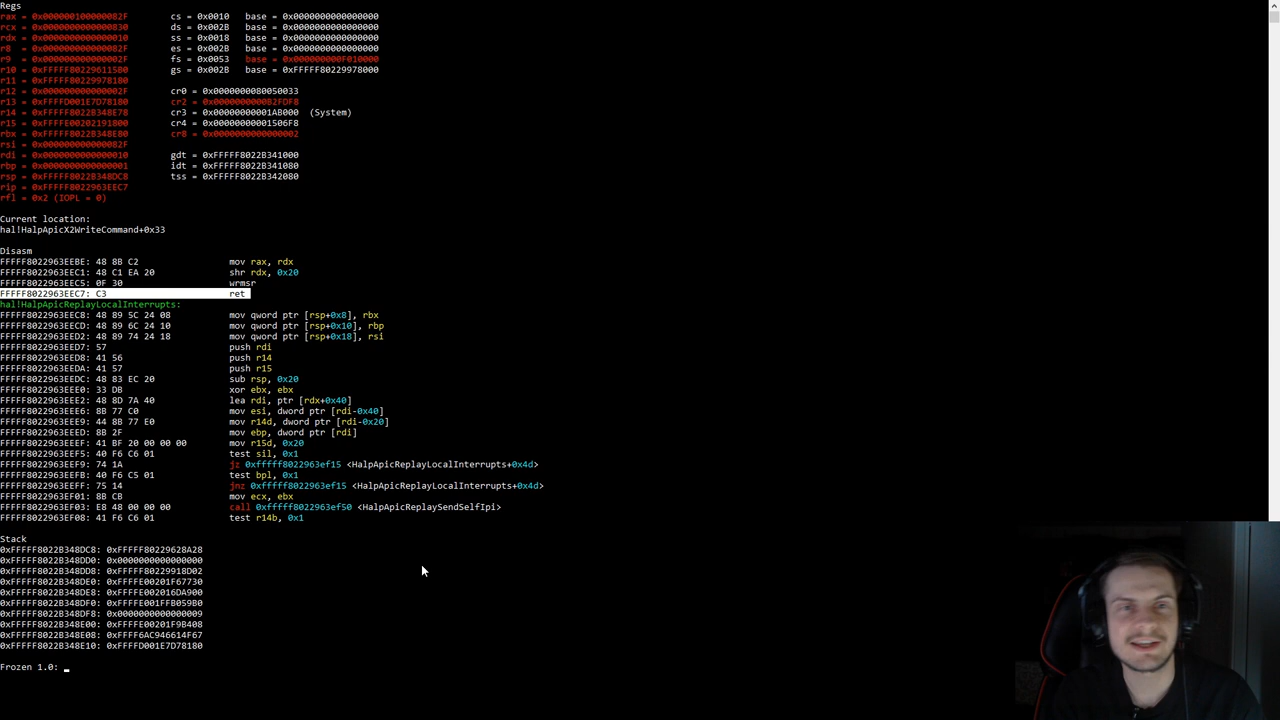 Regs
rax = 0x000000100000082F cs = 0x0010 base = 0x0000000000000000
rcx = 0x0000000000000830 ds = 0x002B base = 0x0000000000000000
rdx = 0x0000000000000010 ss = 0x0018 base = 0x0000000000000000
r8 = 0x000000000000082F es = 0x002B base = 0x0000000000000000
r9 = 0x000000000000002F fs = 0x0053 base = 0x000000000F010000
r10 = 0xFFFFF80229611580 gs = 0x002B base = 0xFFFFF80229978000
r11 = 0xFFFFF80229978180
r12 = 0x000000000000002F cr0 = 0x0000000080050033
r13 = 0xFFFFD001E7D78180 cr2 = 0x0000000000B2FDF8
r14 = 0xFFFFF8022B348E78 cr3 = 0x00000000001AB000 (System)
r15 = 0xFFFFE00202191800 cr4 = 0x00000000001506F8
rbx = 0xFFFFF8022B348EB0 cr8 = 0x0000000000000002
rsi = 0x000000000000082F
rdi = 0x0000000000000010 gdt = 0xFFFFF8022B341000
rbp = 0x0000000000000001 idt = 0xFFFFF8022B341080
rsp = 0xFFFFF8022B348DC8 tss = 0xFFFFF8022B342080
rip = 0xFFFFF8022963EEC7
rfl = 0x2 (IOPL = 0)
Current location:
hal!HalpApicX2WriteCommand+0x33
Disasm
FFFFF8022963EEBE: 48 8B C2 mov rax, rdx
FFFFF8022963EEC1: 48 C1 EA 20 shr rdx, 0x20
FFFFF8022963EEC5: 0F 30 wrmsr
FFFFF8022963EEC7: C3 ret
hal!HalpApicReplayLocalInterrupts:
FFFFF8022963EEC8: 48 89 5C 24 08 mov qword ptr [rsp+0x8], rbx
FFFFF8022963EECD: 48 89 6C 24 10 mov qword ptr [rsp+0x10], rbp
FFFFF8022963EED2: 48 89 74 24 18 mov qword ptr [rsp+0x18], rsi
FFFFF8022963EED7: 57 push rdi
FFFFF8022963EED8: 41 56 push r14
FFFFF8022963EEDA: 41 57 push r15
FFFFF8022963EEDC: 48 83 EC 20 sub rsp, 0x20
FFFFF8022963EEE0: 33 DB xor ebx, ebx
FFFFF8022963EEE2: 48 8D 7A 40 lea rdi, ptr [rdx+0x40]
FFFFF8022963EEE6: 8B 77 C0 mov esi, dword ptr [rdi-0x40]
FFFFF8022963EEE9: 44 8B 77 E0 mov r14d, dword ptr [rdi-0x20]
FFFFF8022963EEED: 8B 2F mov ebp, dword ptr [rdi]
FFFFF8022963EEEF: 41 BF 20 00 00 00 mov r15d, 0x20
FFFFF8022963EEF5: 40 F6 C6 01 test sil, 0x1
FFFFF8022963EEF9: 74 1A jz 0xfffff8022963ef15 <HalpApicReplayLocalInterrupts+0x4d>
FFFFF8022963EEFB: 40 F6 C5 01 test bpl, 0x1
FFFFF8022963EEFF: 75 14 jnz 0xfffff8022963ef15 <HalpApicReplayLocalInterrupts+0x4d>
FFFFF8022963EF01: 8B CB mov ecx, ebx
FFFFF8022963EF03: E8 48 00 00 00 call 0xfffff8022963ef50 <HalpApicReplaySendSelfIpi>
FFFFF8022963EF08: 41 F6 C6 01 test r14b, 0x1
Stack
0xFFFFF8022B348DC8: 0xFFFFF80229628A28
0xFFFFF8022B348DD0: 0x0000000000000000
0xFFFFF8022B348DD8: 0xFFFFF80229918D02
0xFFFFF8022B348DE0: 0xFFFFE00201F67730
0xFFFFF8022B348DE8: 0xFFFFE002016DA900
0xFFFFF8022B348DF0: 0xFFFFE001FFB059B0
0xFFFFF8022B348DF8: 0x0000000000000009
0xFFFFF8022B348E00: 0xFFFFE00201F9B408
0xFFFFF8022B348E08: 0xFFFF6AC946614F67
0xFFFFF8022B348E10: 0xFFFFD001E7D78180
Frozen 1.0: _